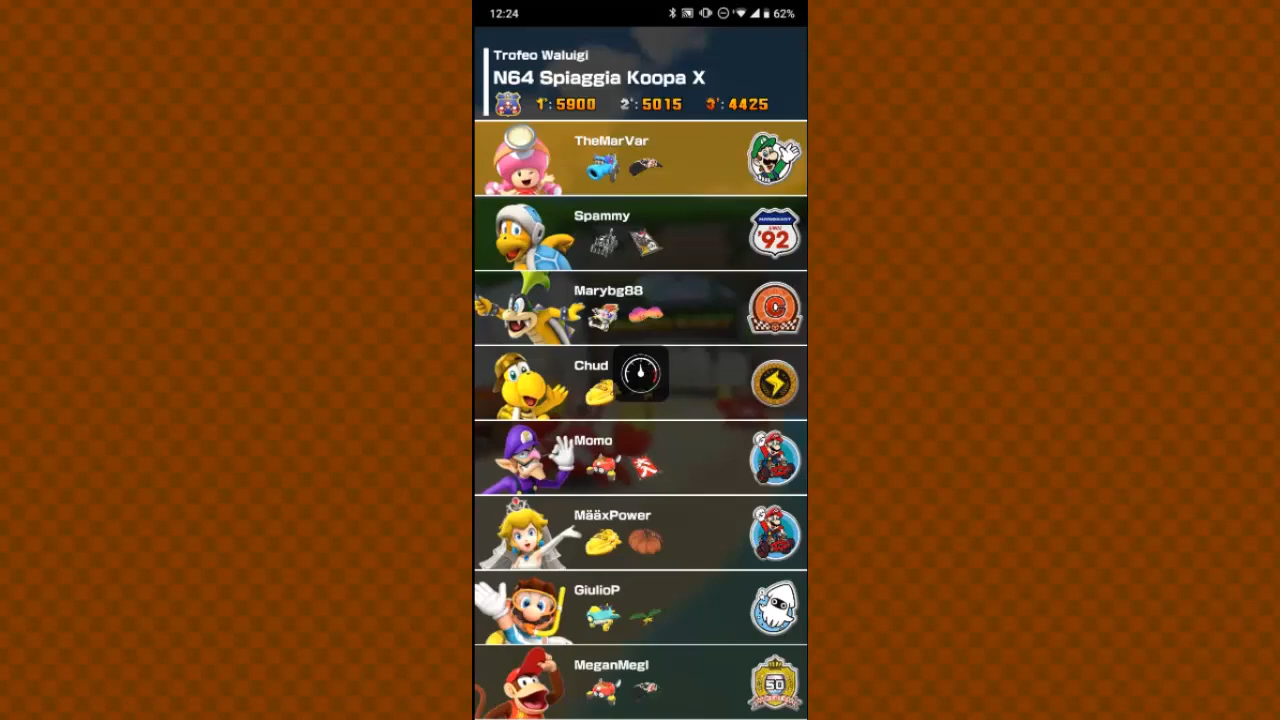 12:24
62%
Trofeo Waluigi
N64 Spiaggia Koopa X
1°: 5900 2°: 5015 3°: 4425
TheMarVar
Spammy
'92
Marybg88
C
Chud
Momo
MääxPower
GiulioP
MeganMegl
50